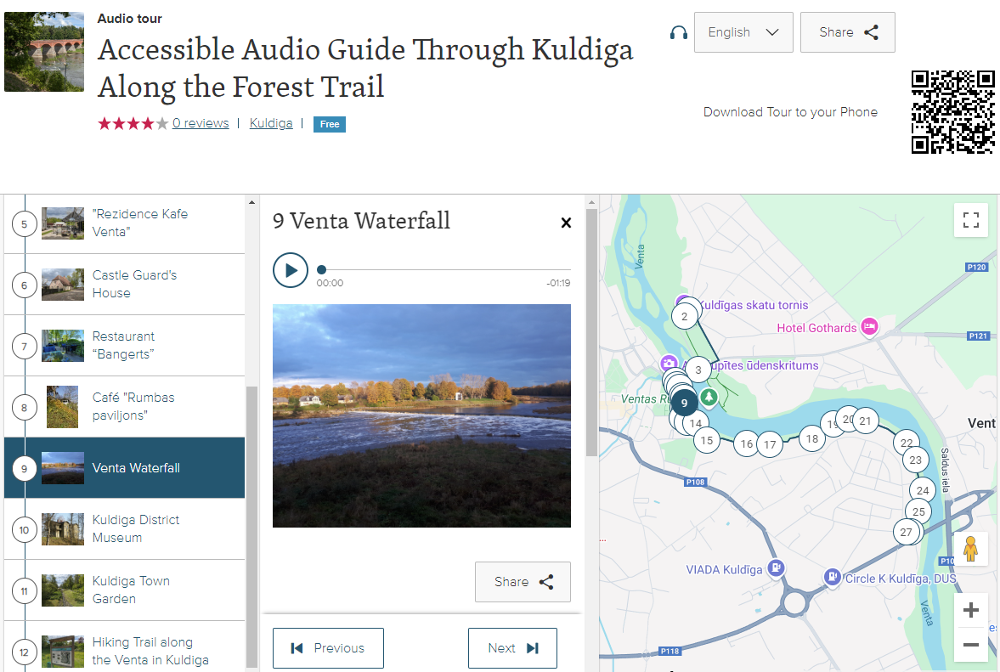 Audio tour
Accessible Audio Guide Through Kuldiga
Along the Forest Trail
0 reviews | Kuldiga | Free
English
Share
Download Tour to your Phone
5
"Rezidence Kafe
Venta"
6
Castle Guard's
House
7
Restaurant
“Bangerts”
8
Café "Rumbas
paviljons"
9
Venta Waterfall
10
Kuldiga District
Museum
11
Kuldiga Town
Garden
12
Hiking Trail along
the Venta in Kuldiga
9 Venta Waterfall
x
00:00
-01:19
Share
Previous
Next
Venta
P120
Kuldīgas skatu tornis
2
Hotel Gothards
P121
3
ūdenskritums
Ventas
9
14
15
16
17
18
19
20
21
Vent
22
23
Saldus iela
24
25
27
P108
VIADA Kuldīga
Circle K Kuldīga, DUS
P10
Venta
P118
+
−